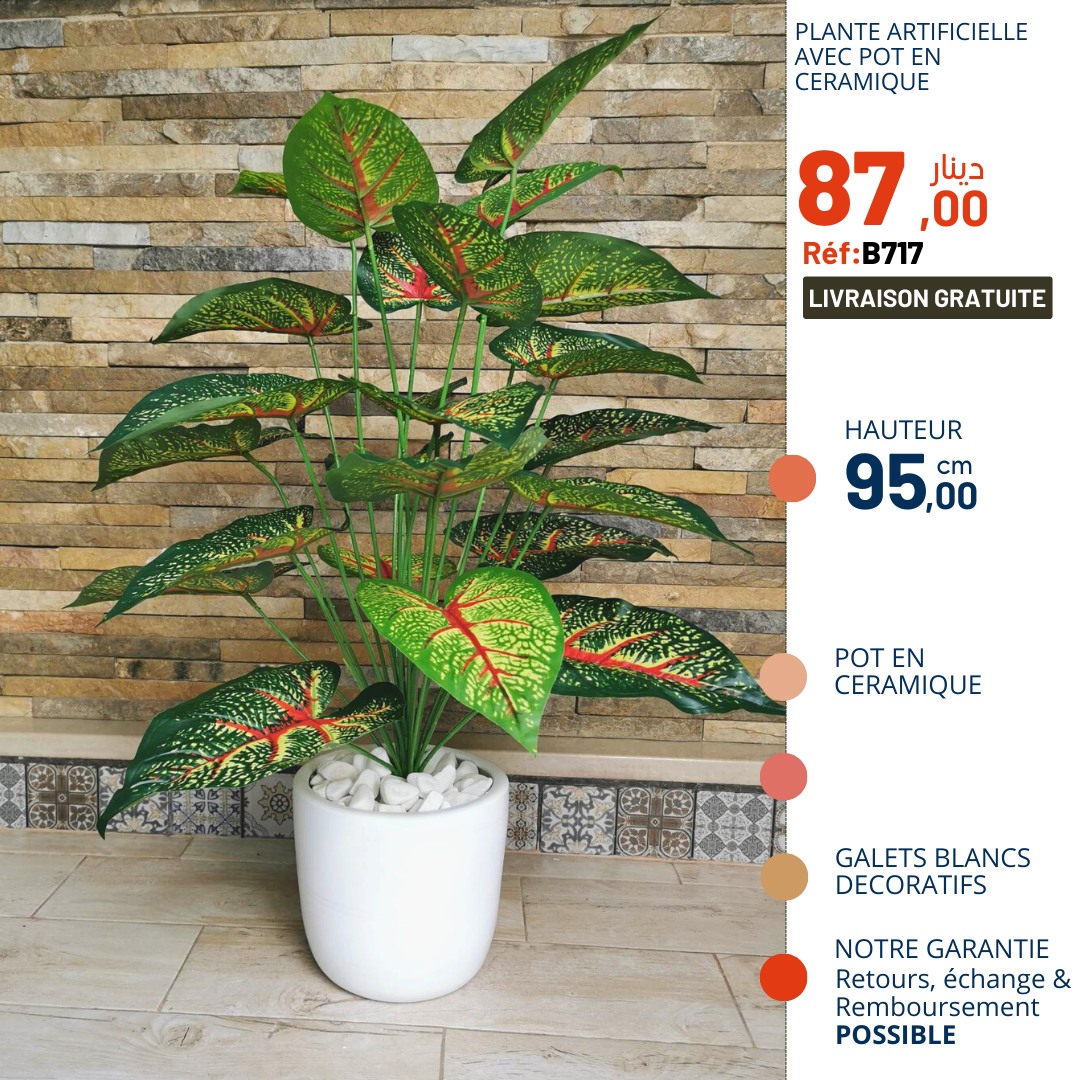 PLANTE ARTIFICIELLE
AVEC POT EN
CERAMIQUE
87,00 دينار
Réf:B717
LIVRAISON GRATUITE
HAUTEUR
95,00 cm
POT EN
CERAMIQUE
GALETS BLANCS
DECORATIFS
NOTRE GARANTIE
Retours, échange &
Remboursement
POSSIBLE